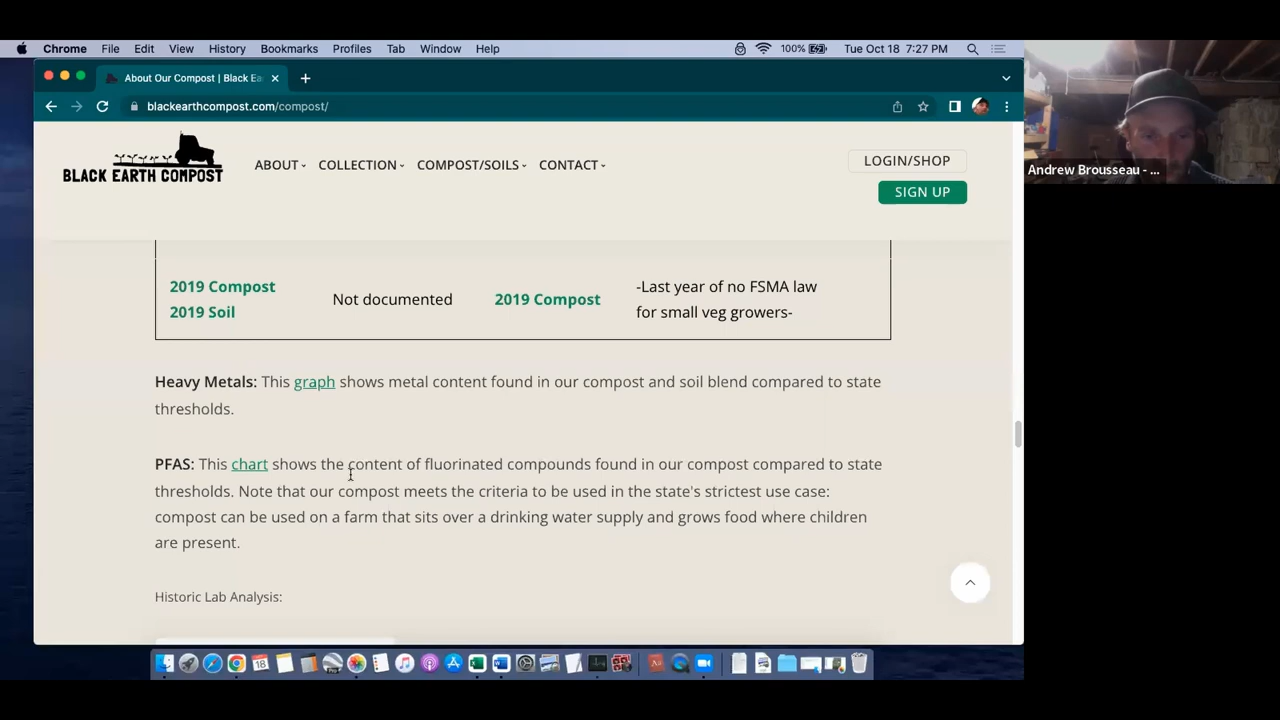 Chrome File Edit View History Bookmarks Profiles Tab Window Help 100% Tue Oct 18 7:27 PM
About Our Compost | Black Ea
blackearthcompost.com/compost/
BLACK EARTH COMPOST
ABOUT COLLECTION COMPOST/SOILS CONTACT
LOGIN/SHOP
SIGN UP
Andrew Brousseau - ...
2019 Compost
2019 Soil
Not documented
2019 Compost
-Last year of no FSMA law
for small veg growers-
Heavy Metals: This graph shows metal content found in our compost and soil blend compared to state
thresholds.
PFAS: This chart shows the content of fluorinated compounds found in our compost compared to state
thresholds. Note that our compost meets the criteria to be used in the state's strictest use case:
compost can be used on a farm that sits over a drinking water supply and grows food where children
are present.
Historic Lab Analysis:
18